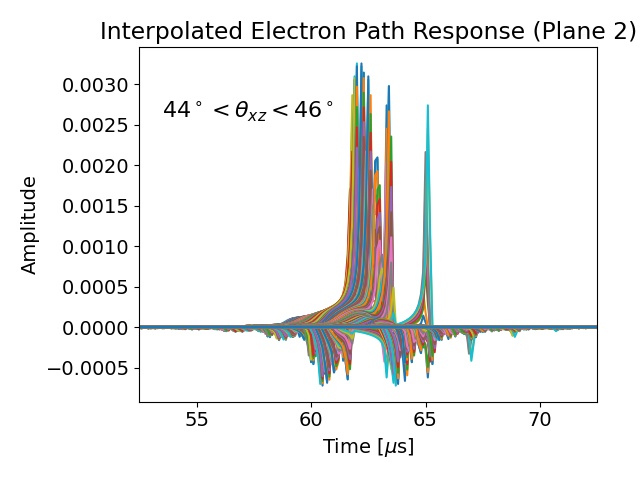 Interpolated Electron Path Response (Plane 2)
44° < θxz < 46°
Amplitude
0.0030
0.0025
0.0020
0.0015
0.0010
0.0005
0.0000
−0.0005
55 60 65 70
Time [μs]